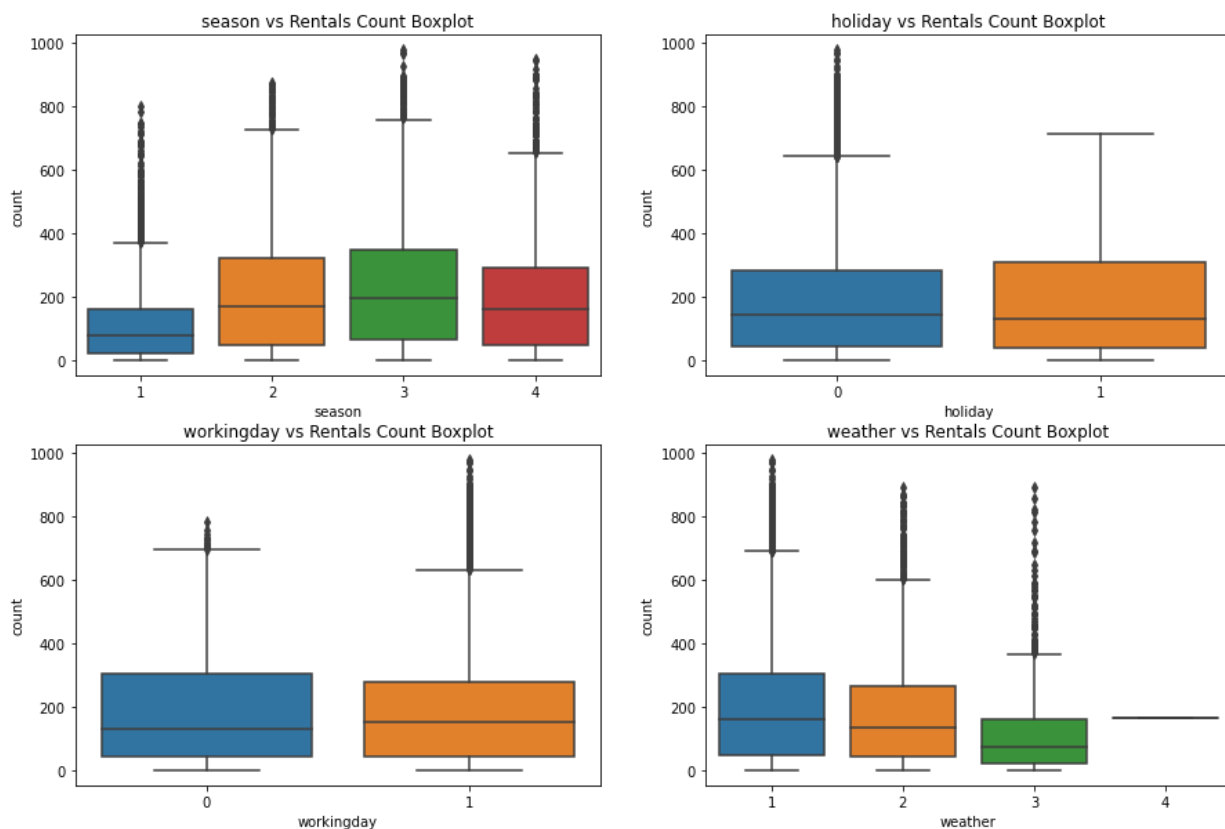 season vs Rentals Count Boxplot
1000
800
600
400
200
0
count
1 2 3 4
season
holiday vs Rentals Count Boxplot
1000
800
600
400
200
0
count
0 1
holiday
workingday vs Rentals Count Boxplot
1000
800
600
400
200
0
count
0 1
workingday
weather vs Rentals Count Boxplot
1000
800
600
400
200
0
count
1 2 3 4
weather